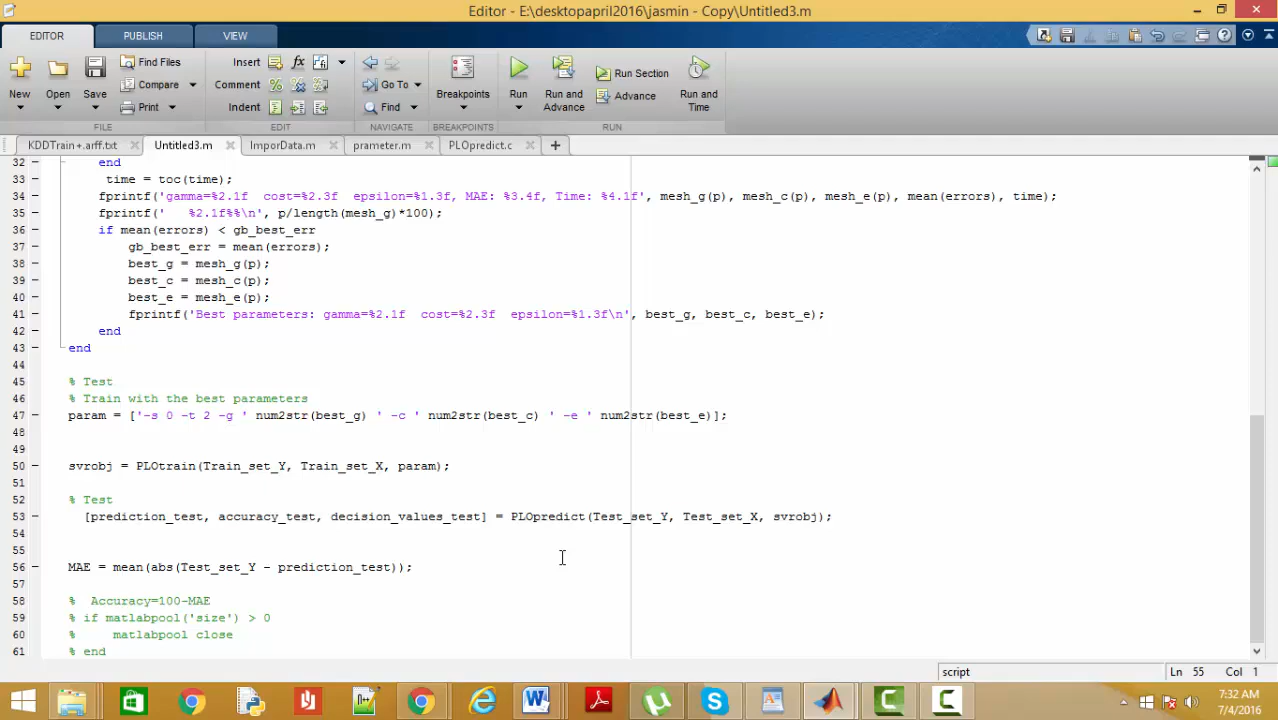 Editor - E:\desktopapril2016\jasmin - Copy\Untitled3.m
EDITOR PUBLISH VIEW
New Open Save Find Files Compare Print Insert Comment Indent fx Go To Find Breakpoints Run Run and Advance Run Section Advance Run and Time
FILE EDIT NAVIGATE BREAKPOINTS RUN
KDDTrain+.arff.txt Untitled3.m ImporData.m prameter.m PLOpredict.c
32 end
33 time = toc(time);
34 fprintf('gamma=%2.1f  cost=%2.3f  epsilon=%1.3f, MAE: %3.4f, Time: %4.1f', mesh_g(p), mesh_c(p), mesh_e(p), mean(errors), time);
35 fprintf('   %2.1f%%\n', p/length(mesh_g)*100);
36 if mean(errors) < gb_best_err
37 gb_best_err = mean(errors);
38 best_g = mesh_g(p);
39 best_c = mesh_c(p);
40 best_e = mesh_e(p);
41 fprintf('Best parameters: gamma=%2.1f  cost=%2.3f  epsilon=%1.3f\n', best_g, best_c, best_e);
42 end
43 end
44
45 % Test
46 % Train with the best parameters
47 param = ['-s 0 -t 2 -g ' num2str(best_g) ' -c ' num2str(best_c) ' -e ' num2str(best_e)];
48
49
50 svrobj = PLOtrain(Train_set_Y, Train_set_X, param);
51
52 % Test
53 [prediction_test, accuracy_test, decision_values_test] = PLOpredict(Test_set_Y, Test_set_X, svrobj);
54
55
56 MAE = mean(abs(Test_set_Y - prediction_test));
57
58 %  Accuracy=100-MAE
59 % if matlabpool('size') > 0
60 %     matlabpool close
61 % end
script Ln 55 Col 1
7:32 AM
7/4/2016